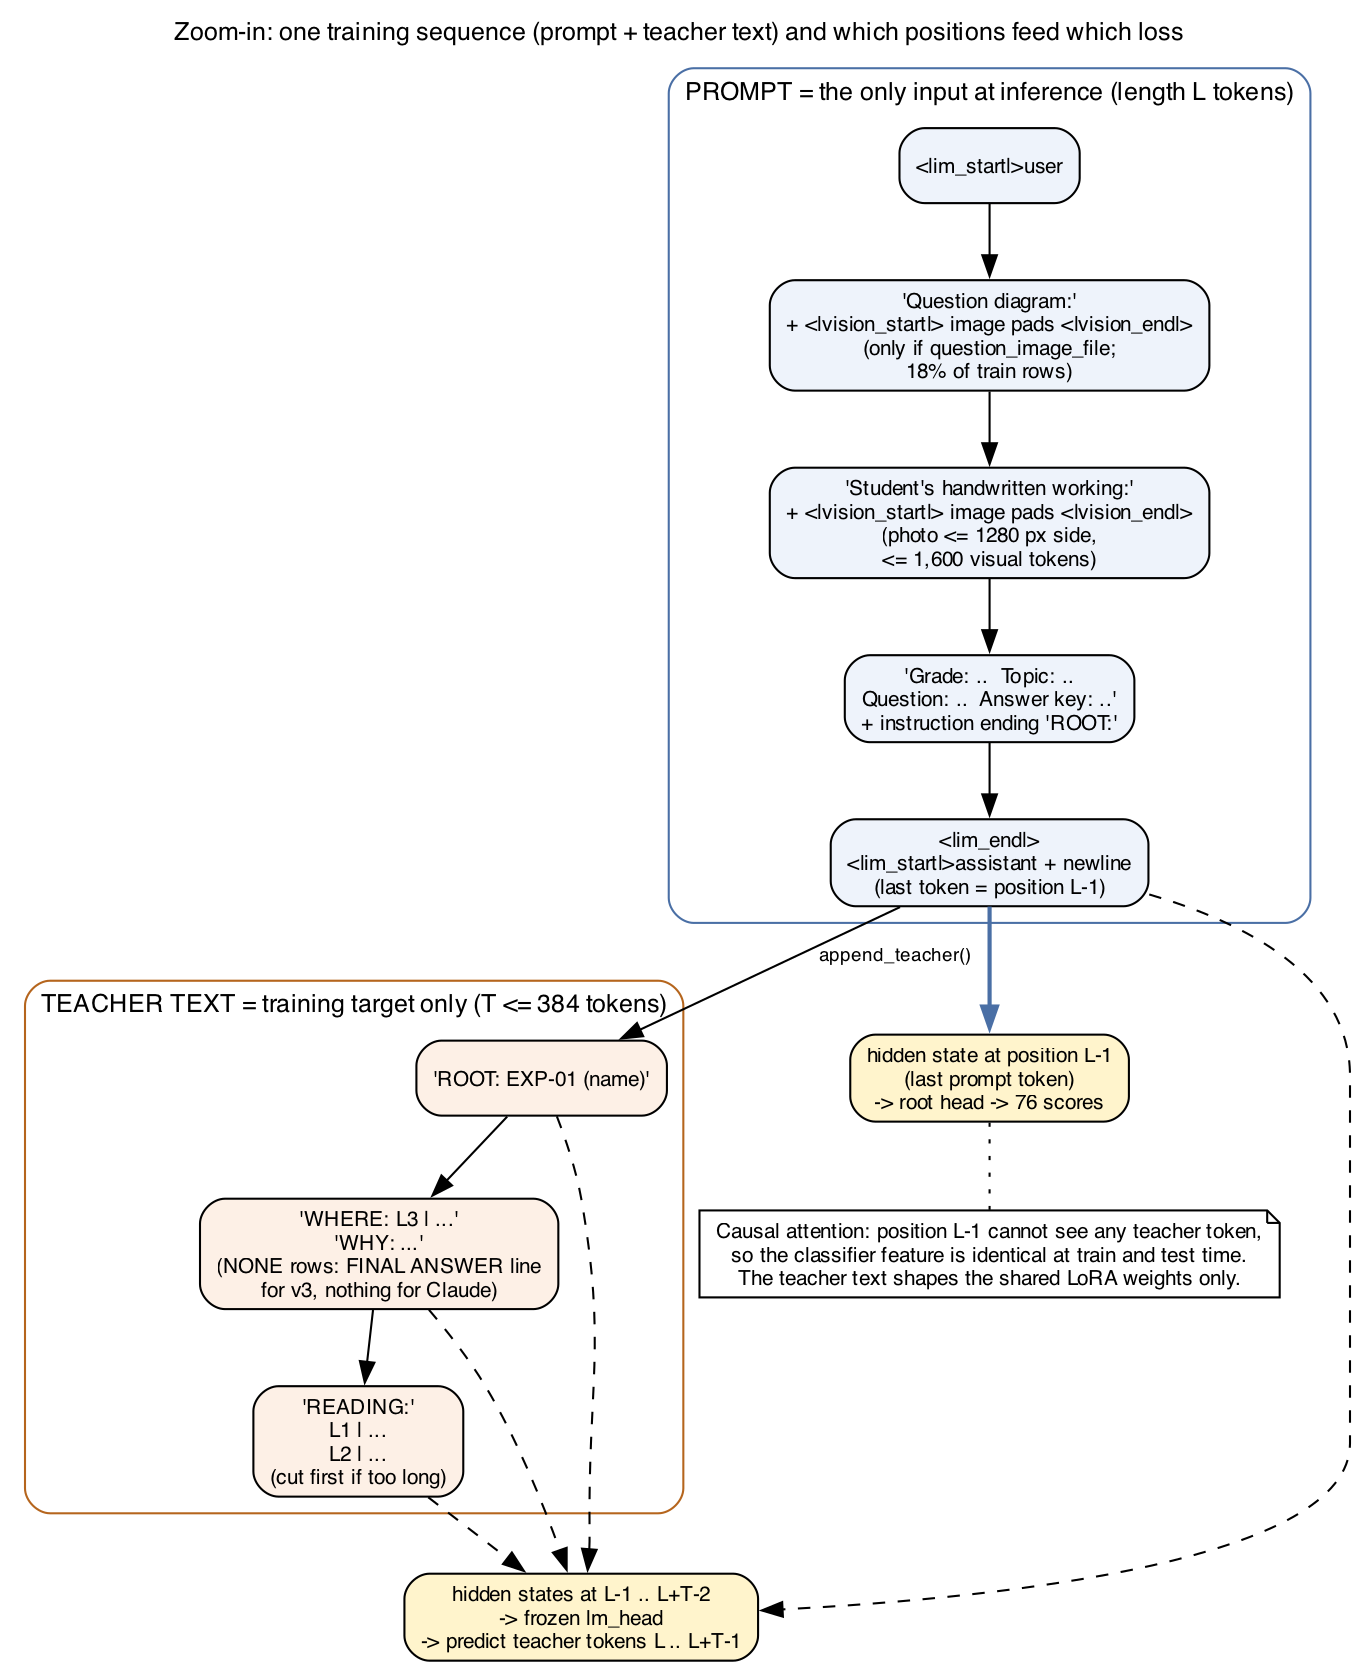 Zoom-in: one training sequence (prompt + teacher text) and which positions feed which loss
PROMPT = the only input at inference (length L tokens)
<|im_start|>user
'Question diagram:'
+ <|vision_start|> image pads <|vision_end|>
(only if question_image_file;
18% of train rows)
'Student's handwritten working:'
+ <|vision_start|> image pads <|vision_end|>
(photo <= 1280 px side,
<= 1,600 visual tokens)
'Grade: .. Topic: ..
Question: .. Answer key: ..'
+ instruction ending 'ROOT:'
<|im_end|>
<|im_start|>assistant + newline
(last token = position L-1)
append_teacher()
TEACHER TEXT = training target only (T <= 384 tokens)
'ROOT: EXP-01 (name)'
hidden state at position L-1
(last prompt token)
-> root head -> 76 scores
'WHERE: L3 | ...'
'WHY: ...'
(NONE rows: FINAL ANSWER line
for v3, nothing for Claude)
Causal attention: position L-1 cannot see any teacher token,
so the classifier feature is identical at train and test time.
The teacher text shapes the shared LoRA weights only.
'READING:'
L1 | ...
L2 | ...
(cut first if too long)
hidden states at L-1 .. L+T-2
-> frozen lm_head
-> predict teacher tokens L .. L+T-1